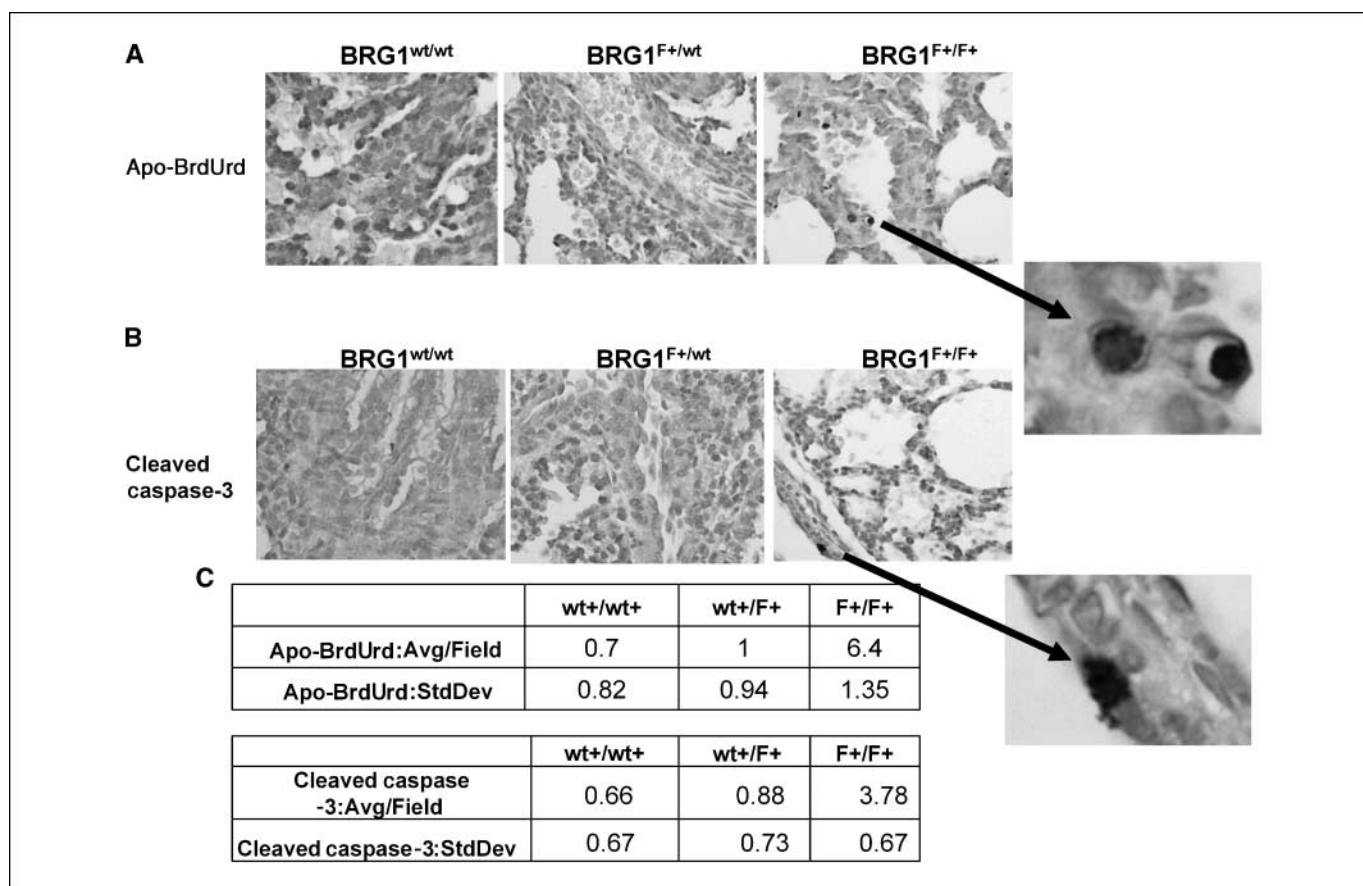 A
BRG1wt/wt BRG1F+/wt BRG1F+/F+
Apo-BrdUrd
B
BRG1wt/wt BRG1F+/wt BRG1F+/F+
Cleaved
caspase-3
C
wt+/wt+ wt+/F+ F+/F+
Apo-BrdUrd:Avg/Field 0.7 1 6.4
Apo-BrdUrd:StdDev 0.82 0.94 1.35
wt+/wt+ wt+/F+ F+/F+
Cleaved caspase
-3:Avg/Field 0.66 0.88 3.78
Cleaved caspase-3:StdDev 0.67 0.73 0.67